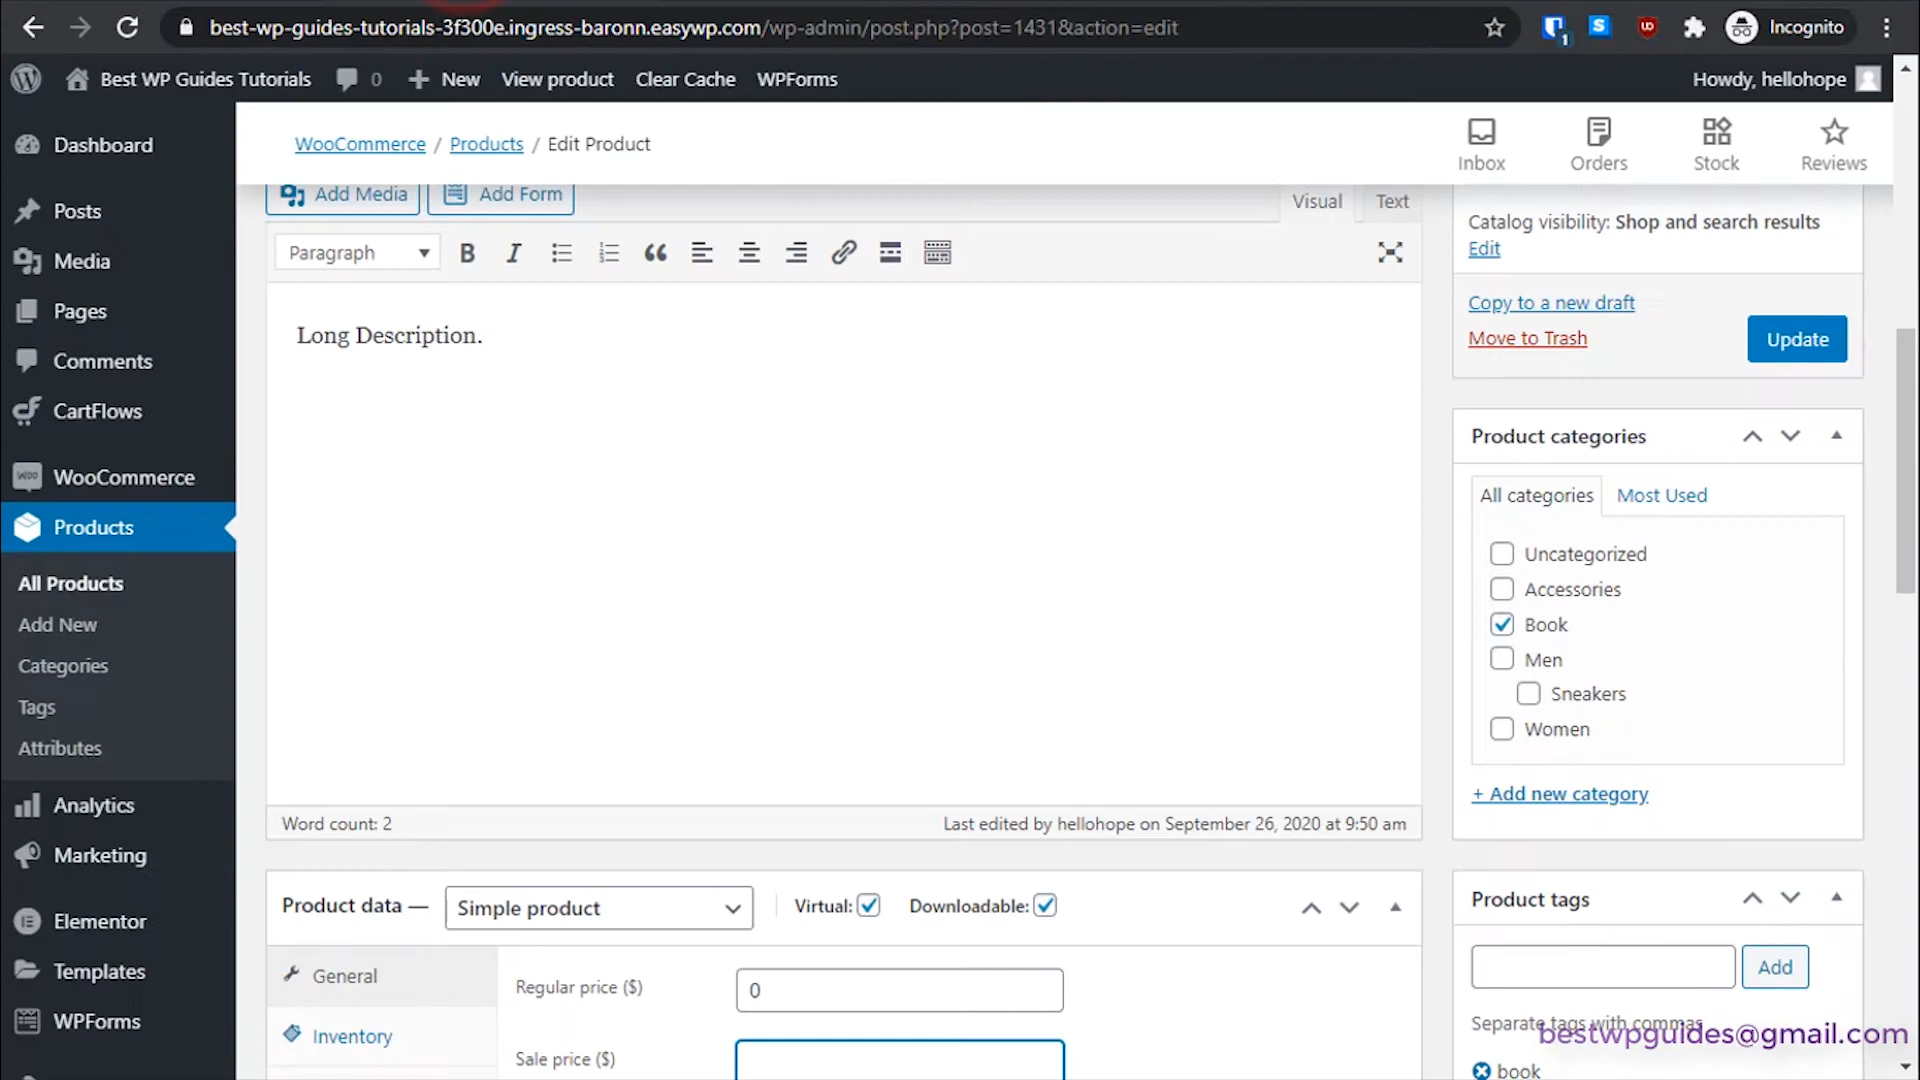 best-wp-guides-tutorials-3f300e.ingress-baronn.easywp.com/wp-admin/post.php?post=1431&action=edit
1
UD
Incognito
Best WP Guides Tutorials
0
New
View product
Clear Cache
WPForms
Howdy, hellohope
Dashboard
Posts
Media
Pages
Comments
CartFlows
WOO
WooCommerce
Products
All Products
Add New
Categories
Tags
Attributes
Analytics
Marketing
Elementor
Templates
WPForms
WooCommerce / Products / Edit Product
Inbox
Orders
Stock
Reviews
Add Media
Add Form
Visual
Text
Paragraph
B
I
Long Description.
Word count: 2
Last edited by hellohope on September 26, 2020 at 9:50 am
Product data —
Simple product
Virtual:
Downloadable:
General
Inventory
Regular price ($)
0
Sale price ($)
Catalog visibility: Shop and search results
Edit
Copy to a new draft
Move to Trash
Update
Product categories
All categories
Most Used
Uncategorized
Accessories
Book
Men
Sneakers
Women
+ Add new category
Product tags
Add
Separate tags with commas
bestwpguides@gmail.com
book